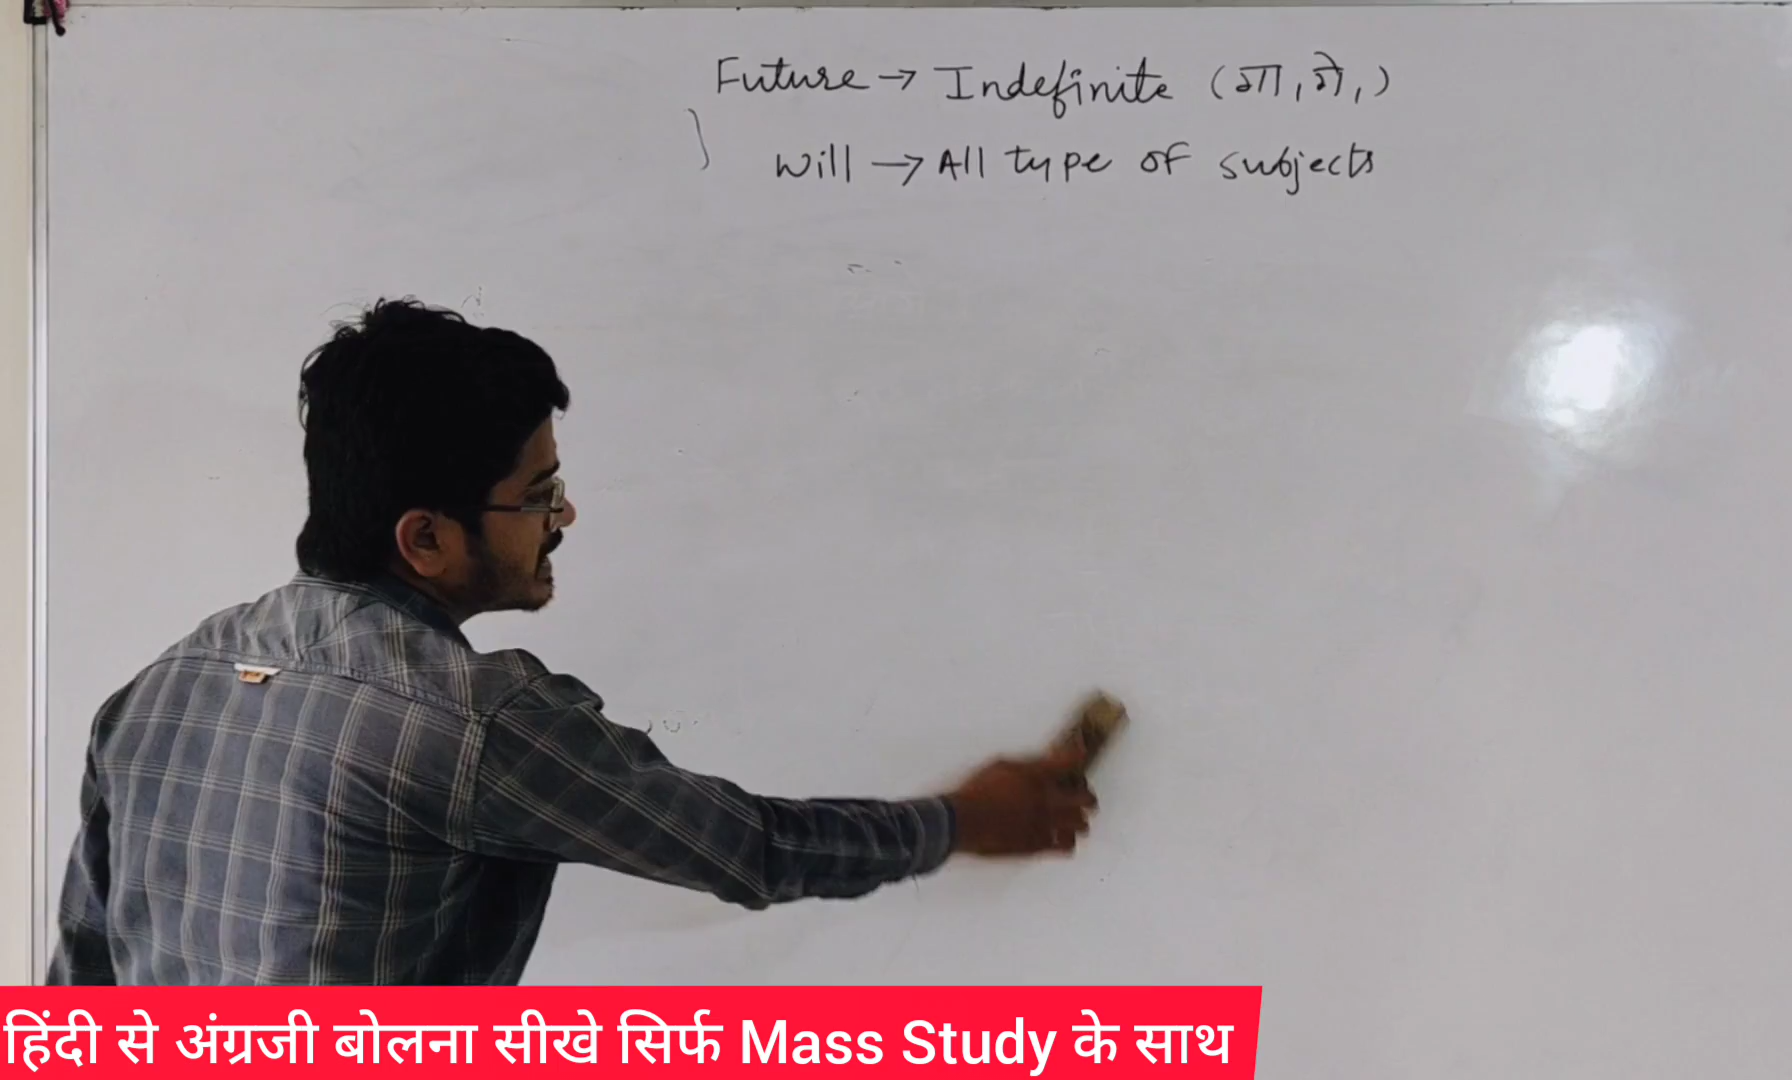 Future → Indefinite (गा, गे, )
will → All type of subjects
हिंदी से अंग्रजी बोलना सीखे सिर्फ Mass Study के साथ